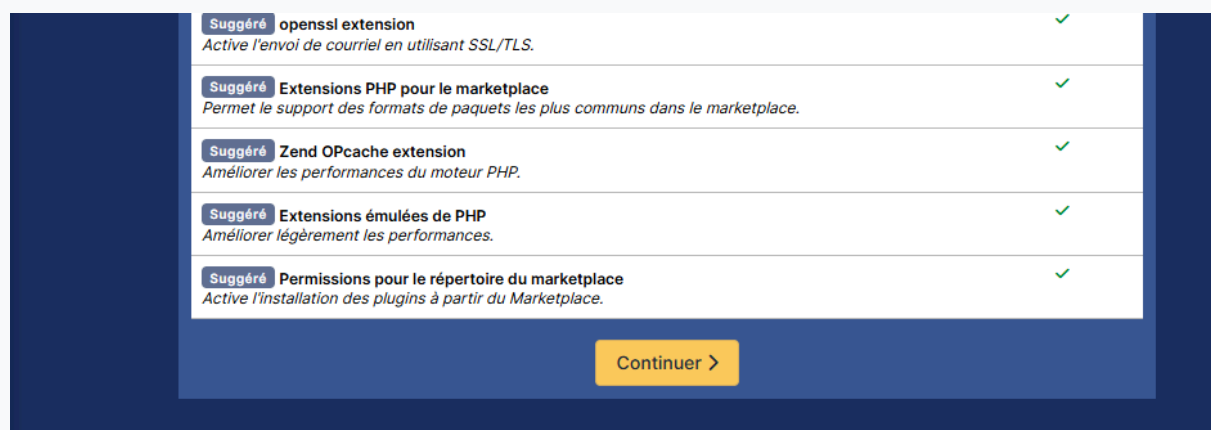 Suggéré openssl extension
Active l'envoi de courriel en utilisant SSL/TLS.
Suggéré Extensions PHP pour le marketplace
Permet le support des formats de paquets les plus communs dans le marketplace.
Suggéré Zend OPcache extension
Améliorer les performances du moteur PHP.
Suggéré Extensions émulées de PHP
Améliorer légèrement les performances.
Suggéré Permissions pour le répertoire du marketplace
Active l'installation des plugins à partir du Marketplace.
Continuer